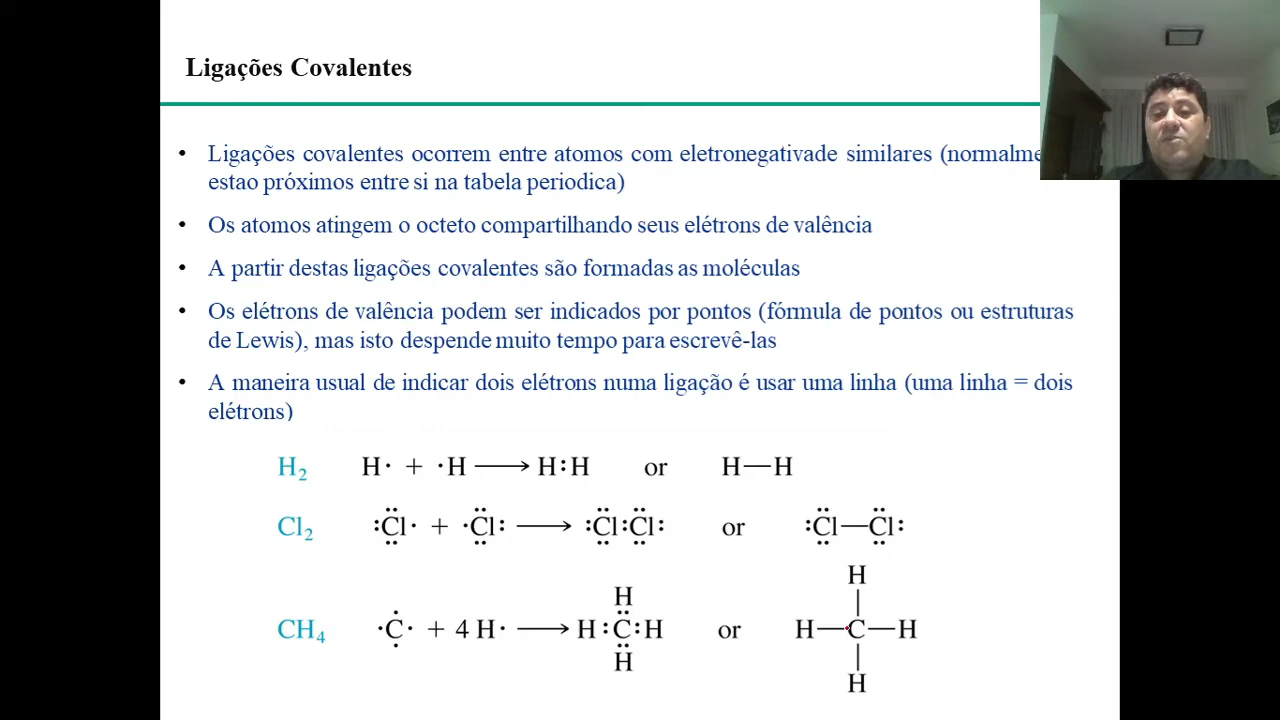 Ligações Covalentes
• Ligações covalentes ocorrem entre atomos com eletronegativade similares (normalme
estao próximos entre si na tabela periodica)
• Os atomos atingem o octeto compartilhando seus elétrons de valência
• A partir destas ligações covalentes são formadas as moléculas
• Os elétrons de valência podem ser indicados por pontos (fórmula de pontos ou estruturas
de Lewis), mas isto despende muito tempo para escrevê-las
• A maneira usual de indicar dois elétrons numa ligação é usar uma linha (uma linha = dois
elétrons)
H₂ H· + ·H ⟶ H:H or H—H
Cl₂ :Cl· + ·Cl: ⟶ :Cl:Cl: or :Cl—Cl:
H
H
CH₄ ·C· + 4 H· ⟶ H:C:H or H—C—H
H
H